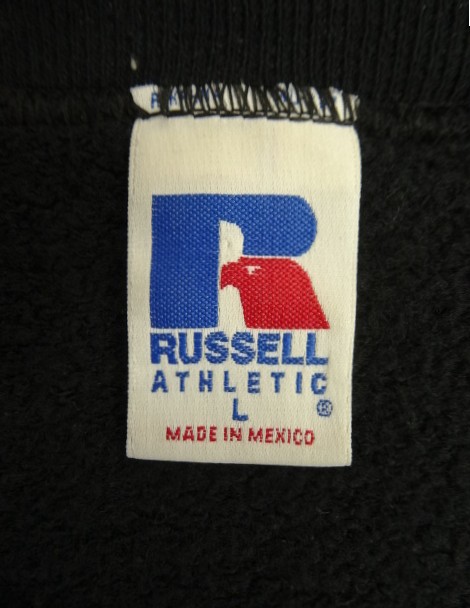 RUSSELL
ATHLETIC
L ®
MADE IN MEXICO